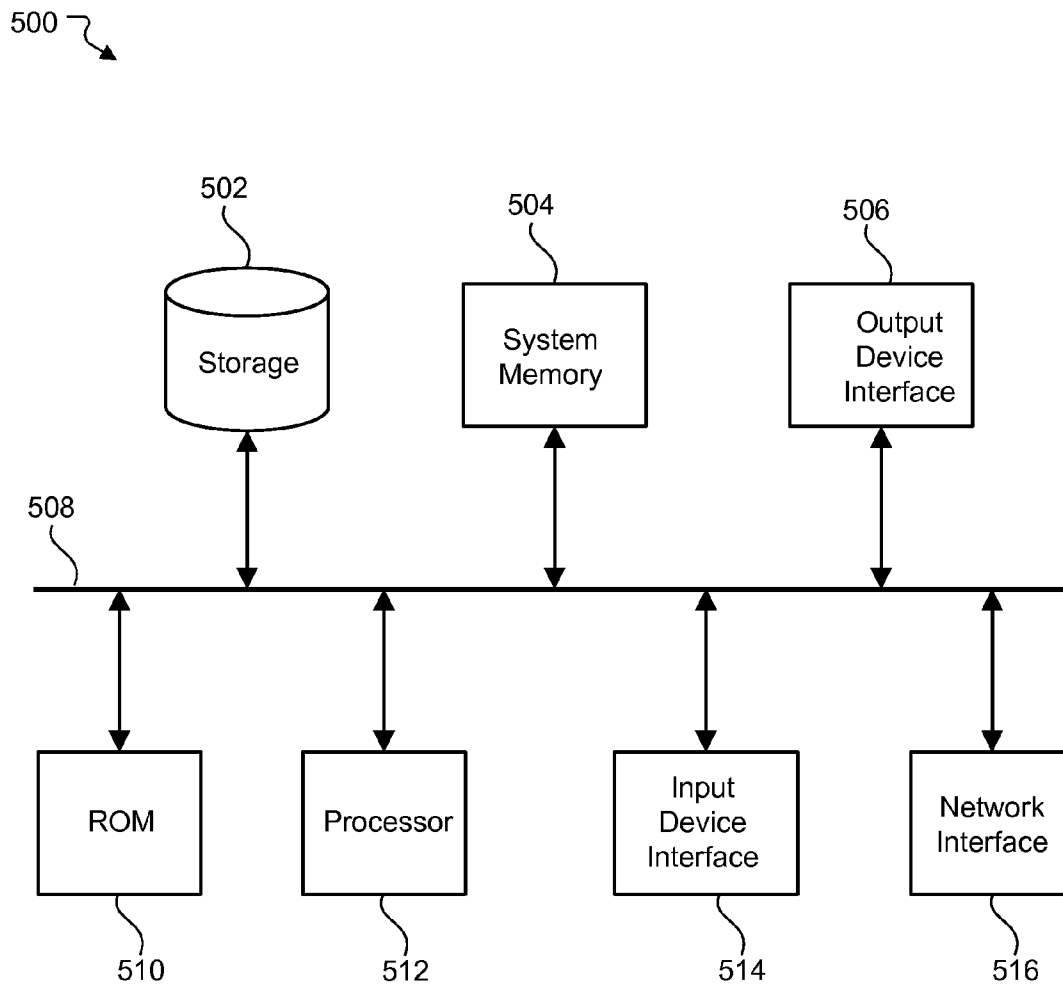 500
502
504
506
Storage
System
Memory
Output
Device
Interface
508
ROM
Processor
Input
Device
Interface
Network
Interface
510
512
514
516